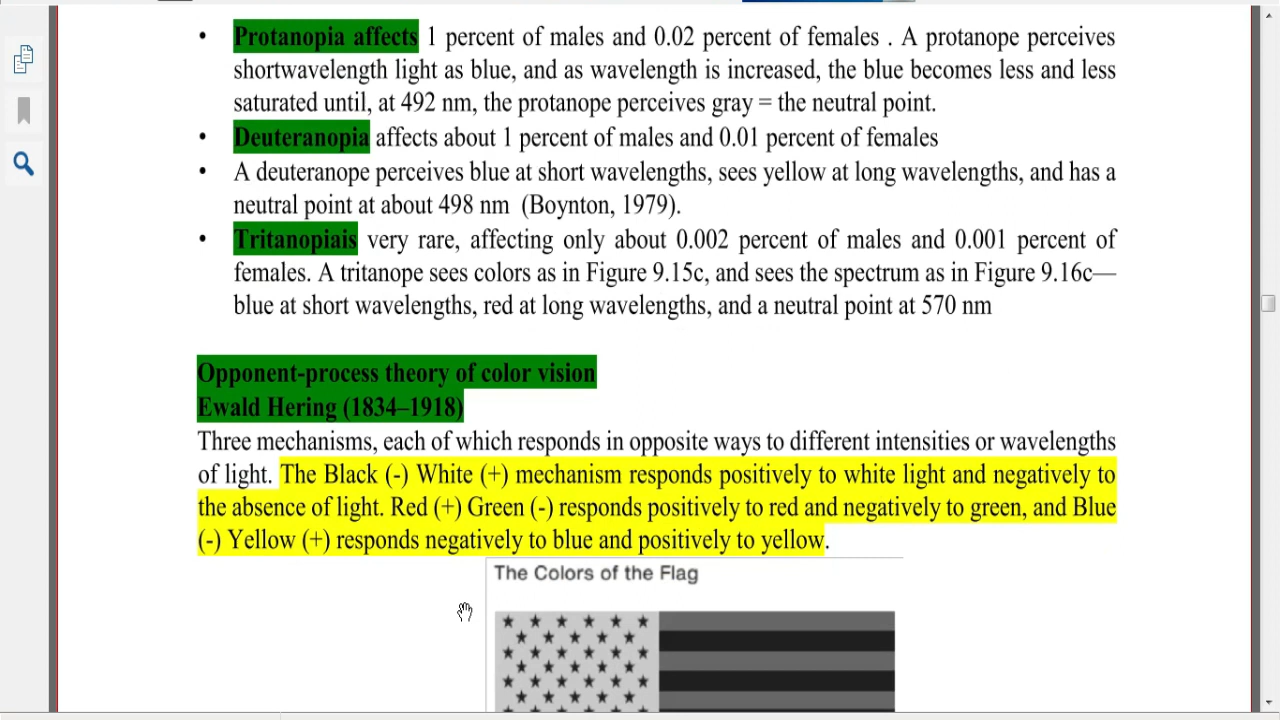 • Protanopia affects 1 percent of males and 0.02 percent of females . A protanope perceives
shortwavelength light as blue, and as wavelength is increased, the blue becomes less and less
saturated until, at 492 nm, the protanope perceives gray = the neutral point.
• Deuteranopia affects about 1 percent of males and 0.01 percent of females
• A deuteranope perceives blue at short wavelengths, sees yellow at long wavelengths, and has a
neutral point at about 498 nm (Boynton, 1979).
• Tritanopiais very rare, affecting only about 0.002 percent of males and 0.001 percent of
females. A tritanope sees colors as in Figure 9.15c, and sees the spectrum as in Figure 9.16c—
blue at short wavelengths, red at long wavelengths, and a neutral point at 570 nm
Opponent-process theory of color vision
Ewald Hering (1834–1918)
Three mechanisms, each of which responds in opposite ways to different intensities or wavelengths
of light. The Black (-) White (+) mechanism responds positively to white light and negatively to
the absence of light. Red (+) Green (-) responds positively to red and negatively to green, and Blue
(-) Yellow (+) responds negatively to blue and positively to yellow.
The Colors of the Flag